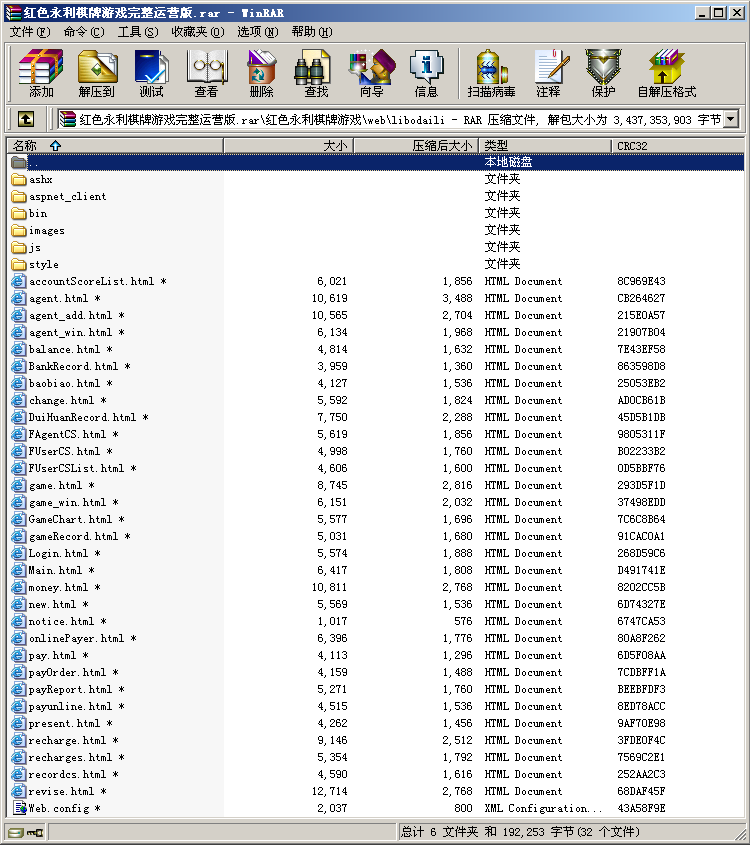 红色永利棋牌游戏完整运营版.rar - WinRAR
文件(F) 命令(C) 工具(S) 收藏夹(O) 选项(N) 帮助(H)
添加 解压到 测试 查看 删除 查找 向导 信息 扫描病毒 注释 保护 自解压格式
红色永利棋牌游戏完整运营版.rar\红色永利棋牌游戏\web\libodaili - RAR 压缩文件, 解包大小为 3,437,353,903 字节
名称 大小 压缩后大小 类型 CRC32
.. 本地磁盘
ashx 文件夹
aspnet_client 文件夹
bin 文件夹
images 文件夹
js 文件夹
style 文件夹
accountScoreList.html * 6,021 1,856 HTML Document 8C969E43
agent.html * 10,619 3,488 HTML Document CB264627
agent_add.html * 10,565 2,704 HTML Document 215E0A57
agent_win.html * 6,134 1,968 HTML Document 21907B04
balance.html * 4,814 1,632 HTML Document 7E43EF58
BankRecord.html * 3,959 1,360 HTML Document 863598D8
baobiao.html * 4,127 1,536 HTML Document 25053EB2
change.html * 5,592 1,824 HTML Document AD0CB61B
DuiHuanRecord.html * 7,750 2,288 HTML Document 45D5B1DB
FAgentCS.html * 5,619 1,856 HTML Document 9805311F
FUserCS.html * 4,998 1,760 HTML Document B02233B2
FUserCSList.html * 4,606 1,600 HTML Document 0D5BBF76
game.html * 8,745 2,816 HTML Document 293D5F1D
game_win.html * 6,151 2,032 HTML Document 37498EDD
GameChart.html * 5,577 1,696 HTML Document 7C6C8B64
gameRecord.html * 5,031 1,680 HTML Document 91CAC0A1
Login.html * 5,574 1,888 HTML Document 268D59C6
Main.html * 6,417 1,808 HTML Document D491741E
money.html * 10,811 2,768 HTML Document 8202CC5B
new.html * 5,569 1,536 HTML Document 6D74327E
notice.html * 1,017 576 HTML Document 6747CA53
onlinePayer.html * 6,396 1,776 HTML Document 80A8F262
pay.html * 4,113 1,296 HTML Document 6D5F08AA
payOrder.html * 4,159 1,488 HTML Document 7CDBFF1A
payReport.html * 5,271 1,760 HTML Document BEEBFDF3
payunline.html * 4,515 1,536 HTML Document 8ED78ACC
present.html * 4,262 1,456 HTML Document 9AF70E98
recharge.html * 9,146 2,512 HTML Document 3FDE0F4C
recharges.html * 5,354 1,792 HTML Document 7569C2E1
recordcs.html * 4,590 1,616 HTML Document 252AA2C3
revise.html * 12,714 2,768 HTML Document 68DAF45F
Web.config * 2,037 800 XML Configuration... 43A58F9E
总计 6 文件夹 和 192,253 字节(32 个文件)